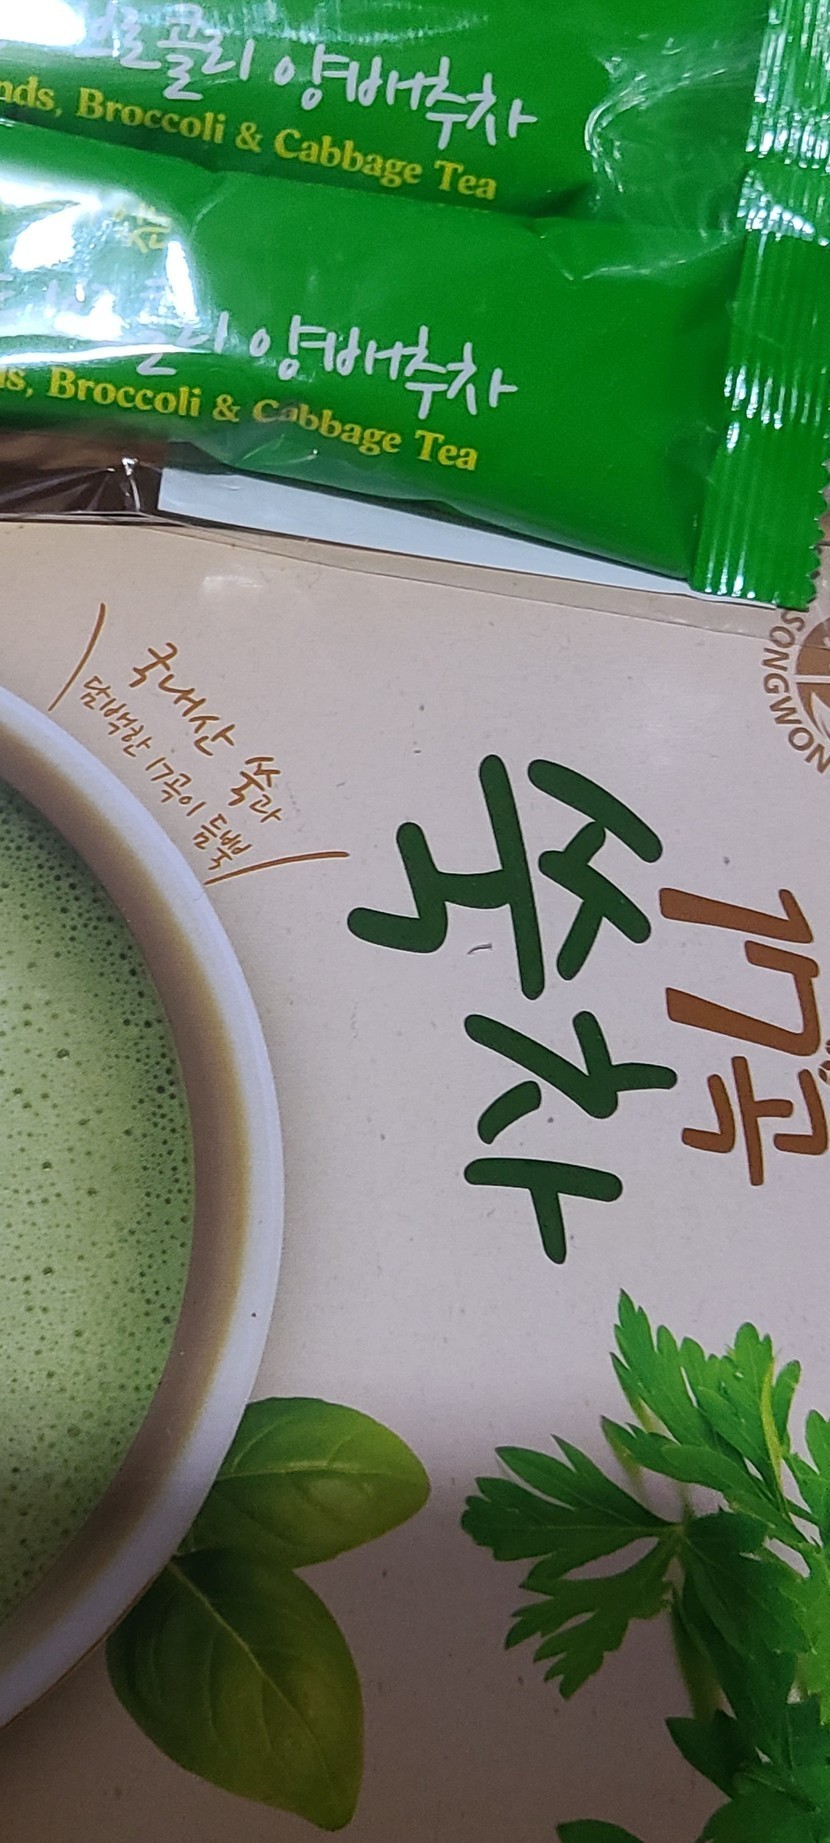 브로콜리 양배추차
Broccoli & Cabbage Tea
양배추차
Broccoli & Cabbage Tea
SONGWON
국내산 쑥과
담백한 17곡이 듬뿍
17곡
쑥차